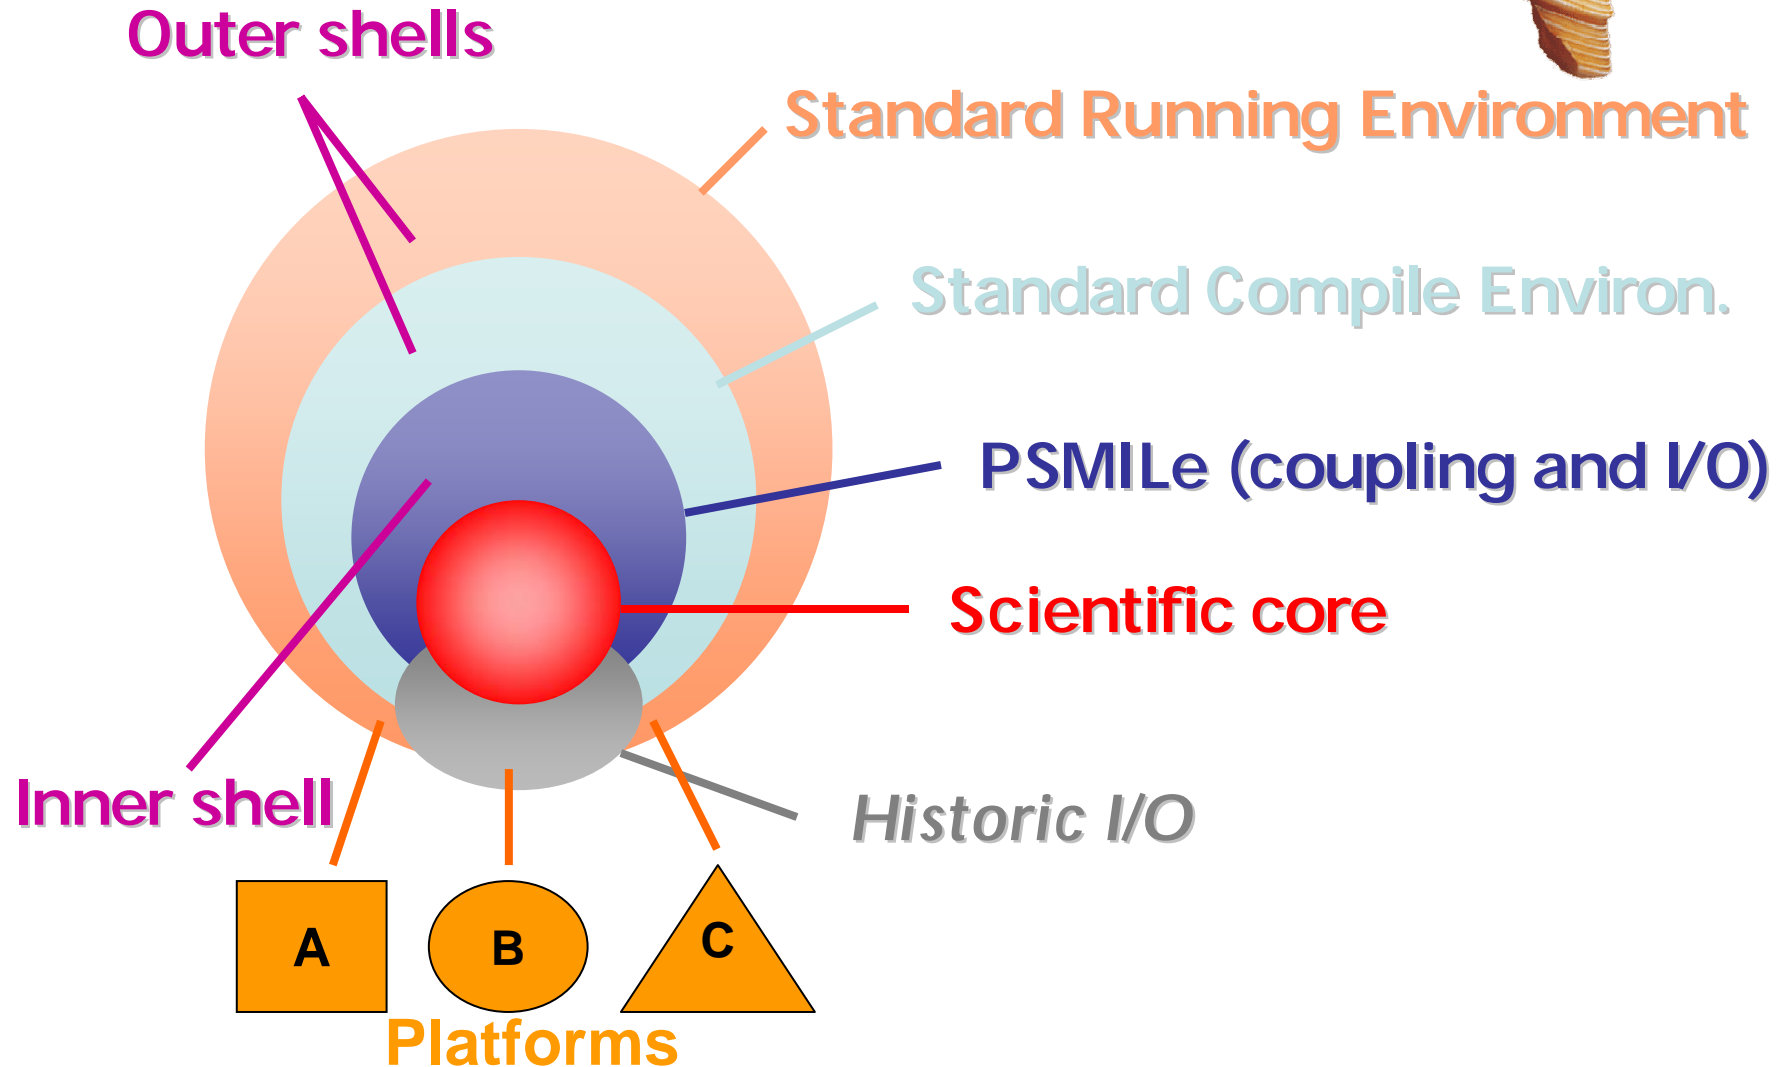 Outer shells
Standard Running Environment
Standard Compile Environ.
PSMILe (coupling and I/O)
Scientific core
Inner shell
Historic I/O
A
B
C
Platforms